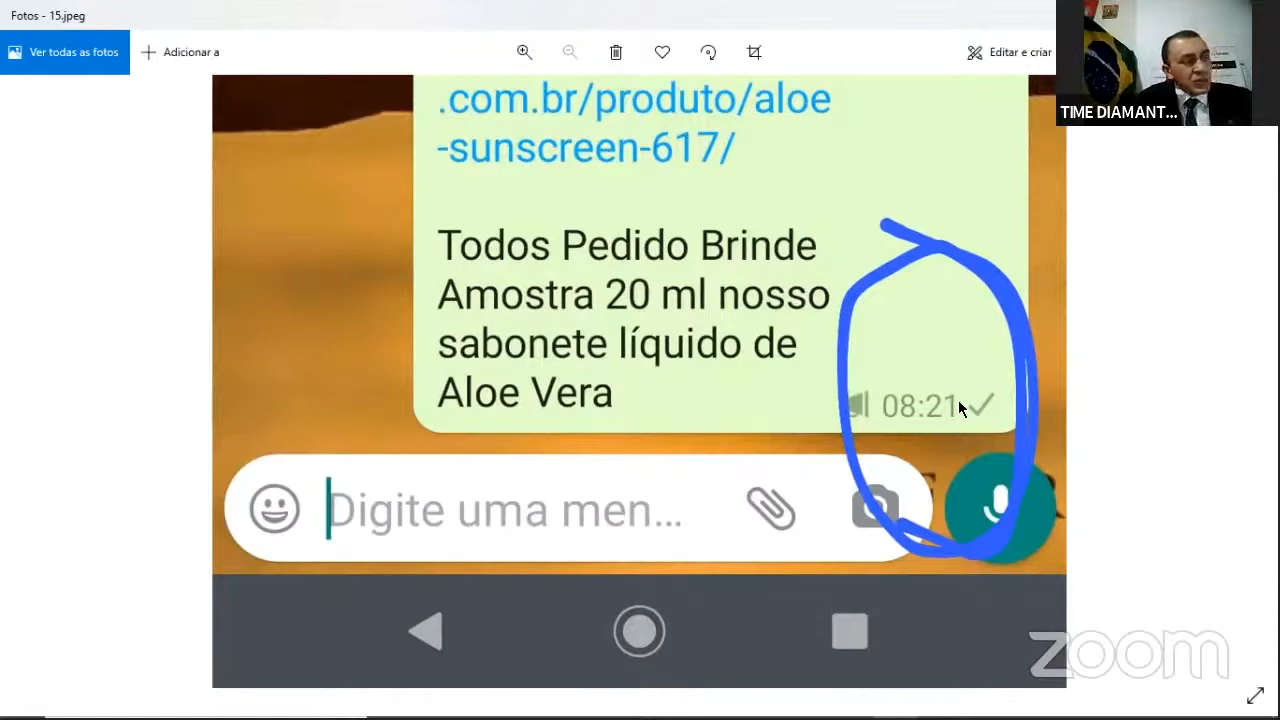 Fotos - 15.jpeg
Ver todas as fotos
Adicionar a
Editar e criar
TIME DIAMANT...
.com.br/produto/aloe
-sunscreen-617/
Todos Pedido Brinde
Amostra 20 ml nosso
sabonete líquido de
Aloe Vera
08:21
Digite uma men...
zoom